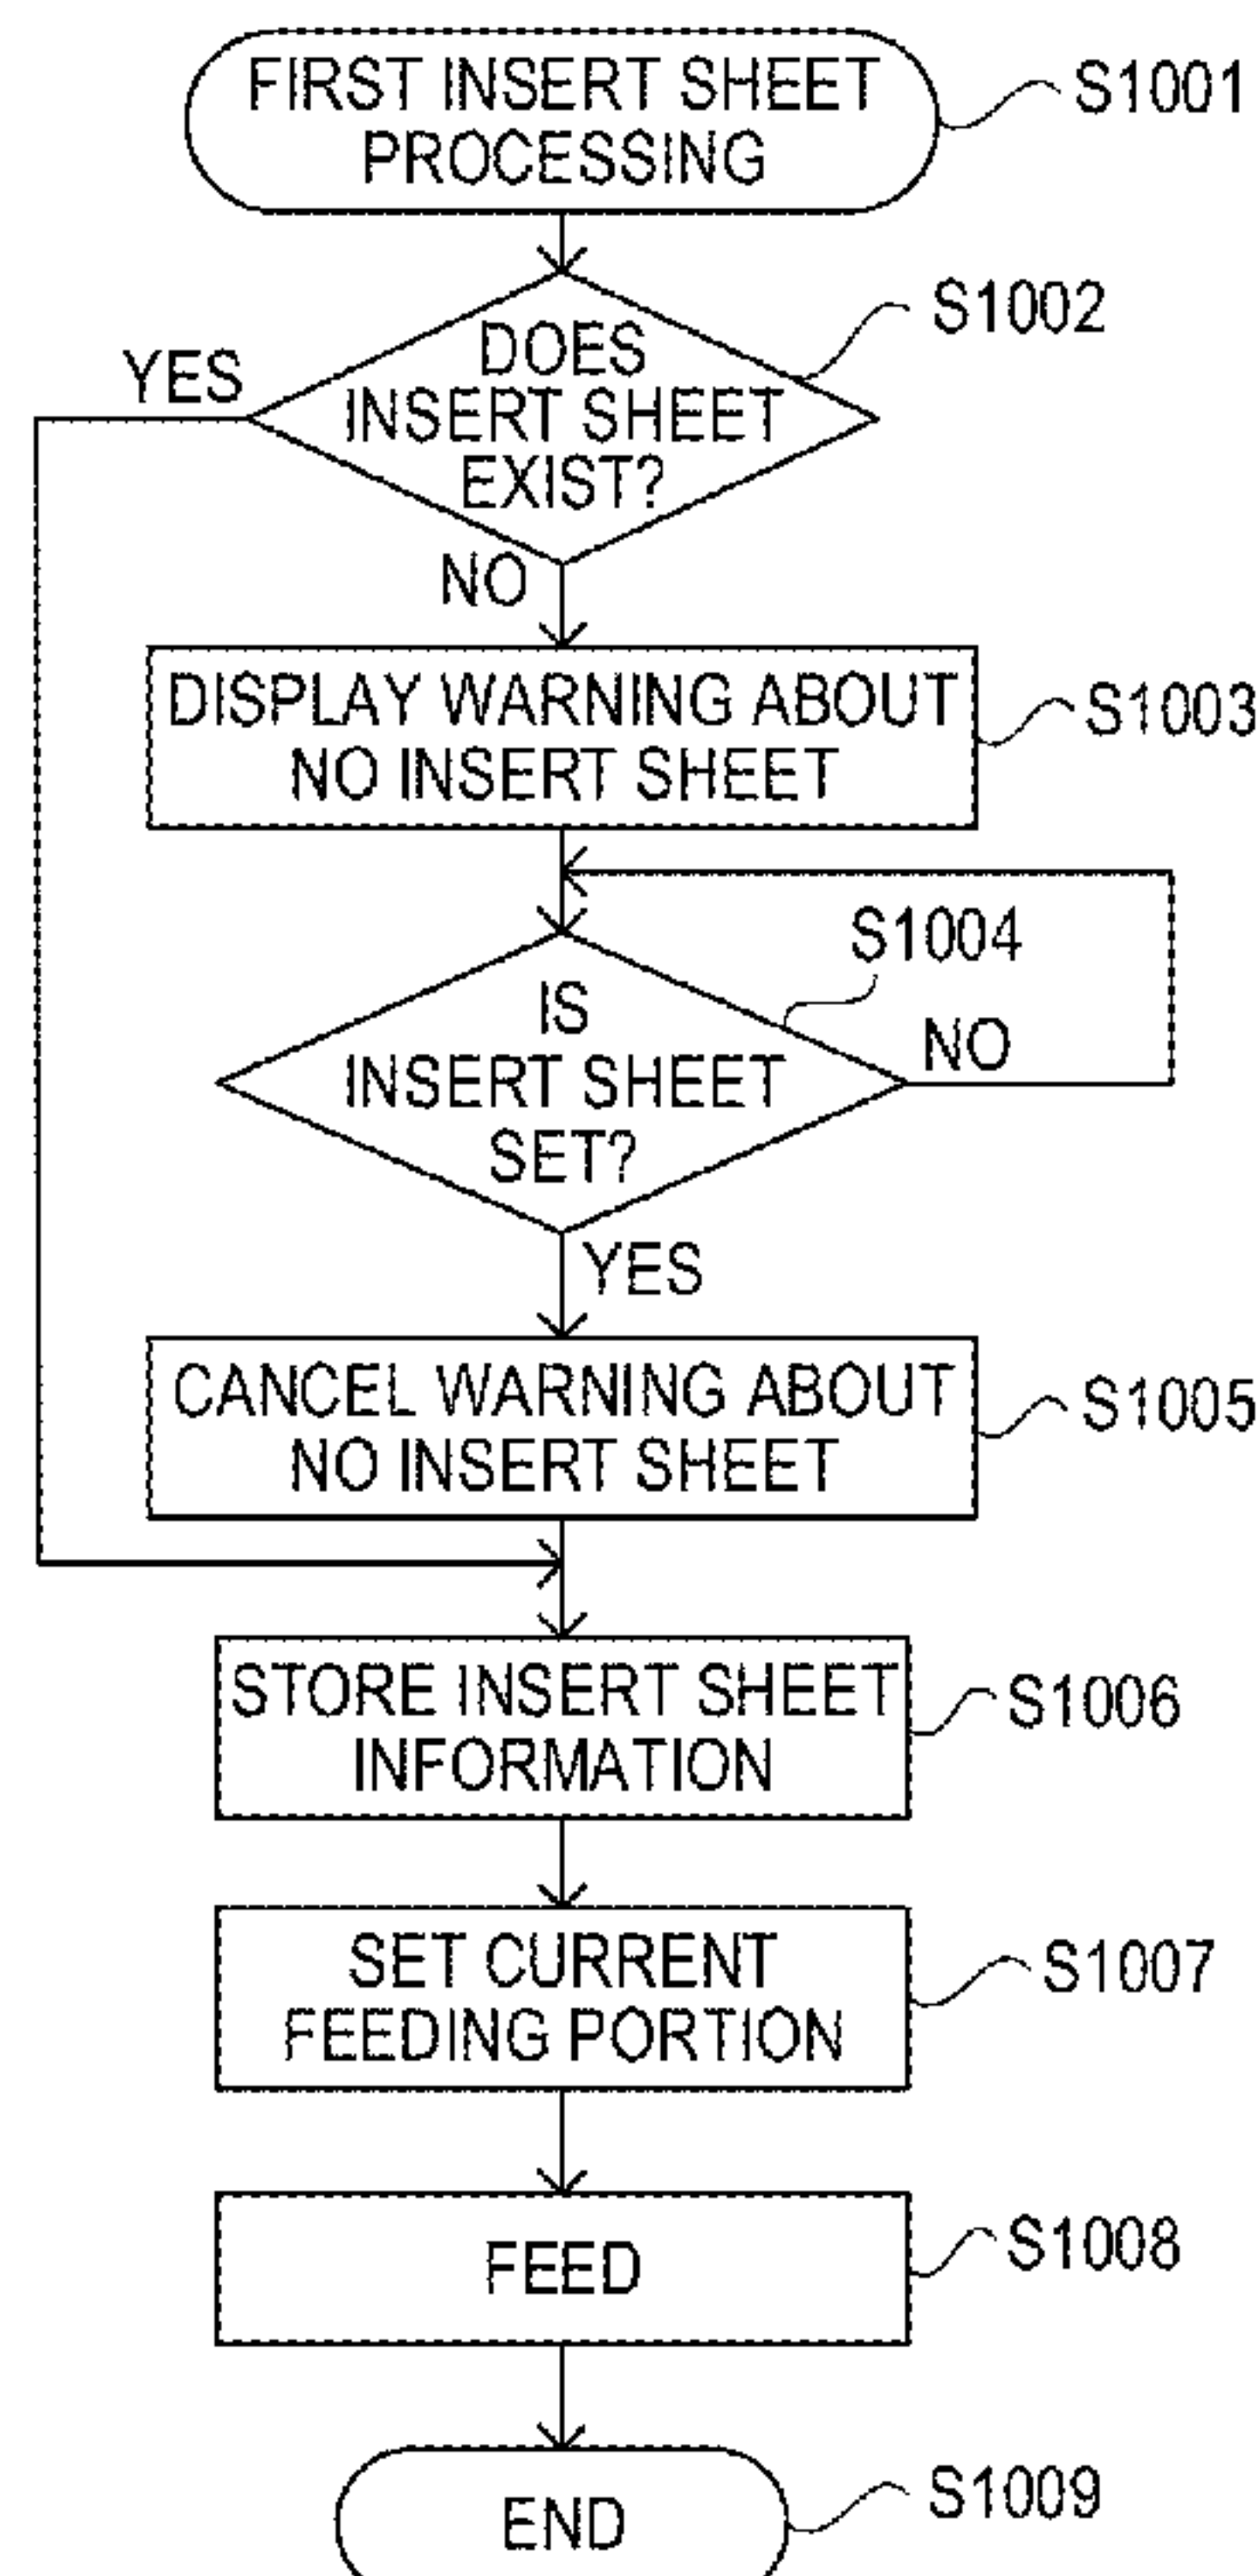 FIRST INSERT SHEET
PROCESSING
S1001
DOES
INSERT SHEET
EXIST?
S1002
YES
NO
DISPLAY WARNING ABOUT
NO INSERT SHEET
S1003
IS
INSERT SHEET
SET?
S1004
NO
YES
CANCEL WARNING ABOUT
NO INSERT SHEET
S1005
STORE INSERT SHEET
INFORMATION
S1006
SET CURRENT
FEEDING PORTION
S1007
FEED
S1008
END
S1009